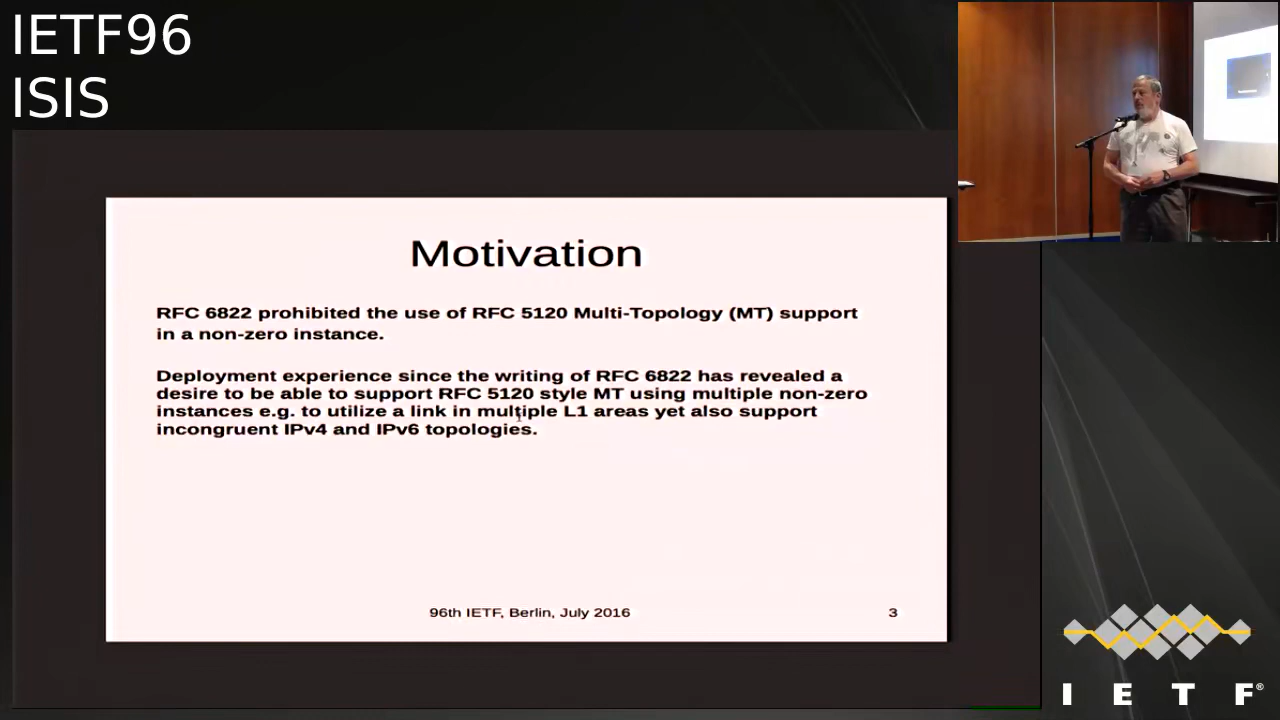 IETF96
ISIS
Motivation
RFC 6822 prohibited the use of RFC 5120 Multi-Topology (MT) support
in a non-zero instance.
Deployment experience since the writing of RFC 6822 has revealed a
desire to be able to support RFC 5120 style MT using multiple non-zero
instances e.g. to utilize a link in multiple L1 areas yet also support
incongruent IPv4 and IPv6 topologies.
96th IETF, Berlin, July 2016
3
I E T F®